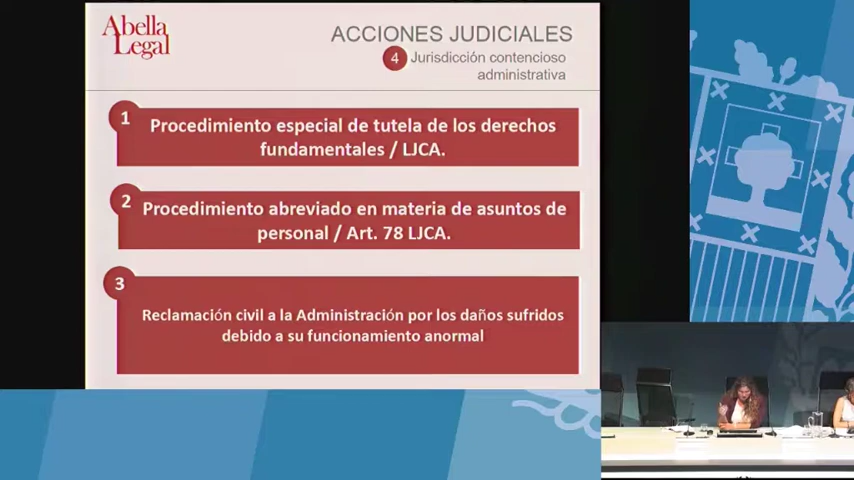 Abella
Legal
ACCIONES JUDICIALES
4 Jurisdicción contencioso
administrativa
1
Procedimiento especial de tutela de los derechos
fundamentales / LJCA.
2
Procedimiento abreviado en materia de asuntos de
personal / Art. 78 LJCA.
3
Reclamación civil a la Administración por los daños sufridos
debido a su funcionamiento anormal